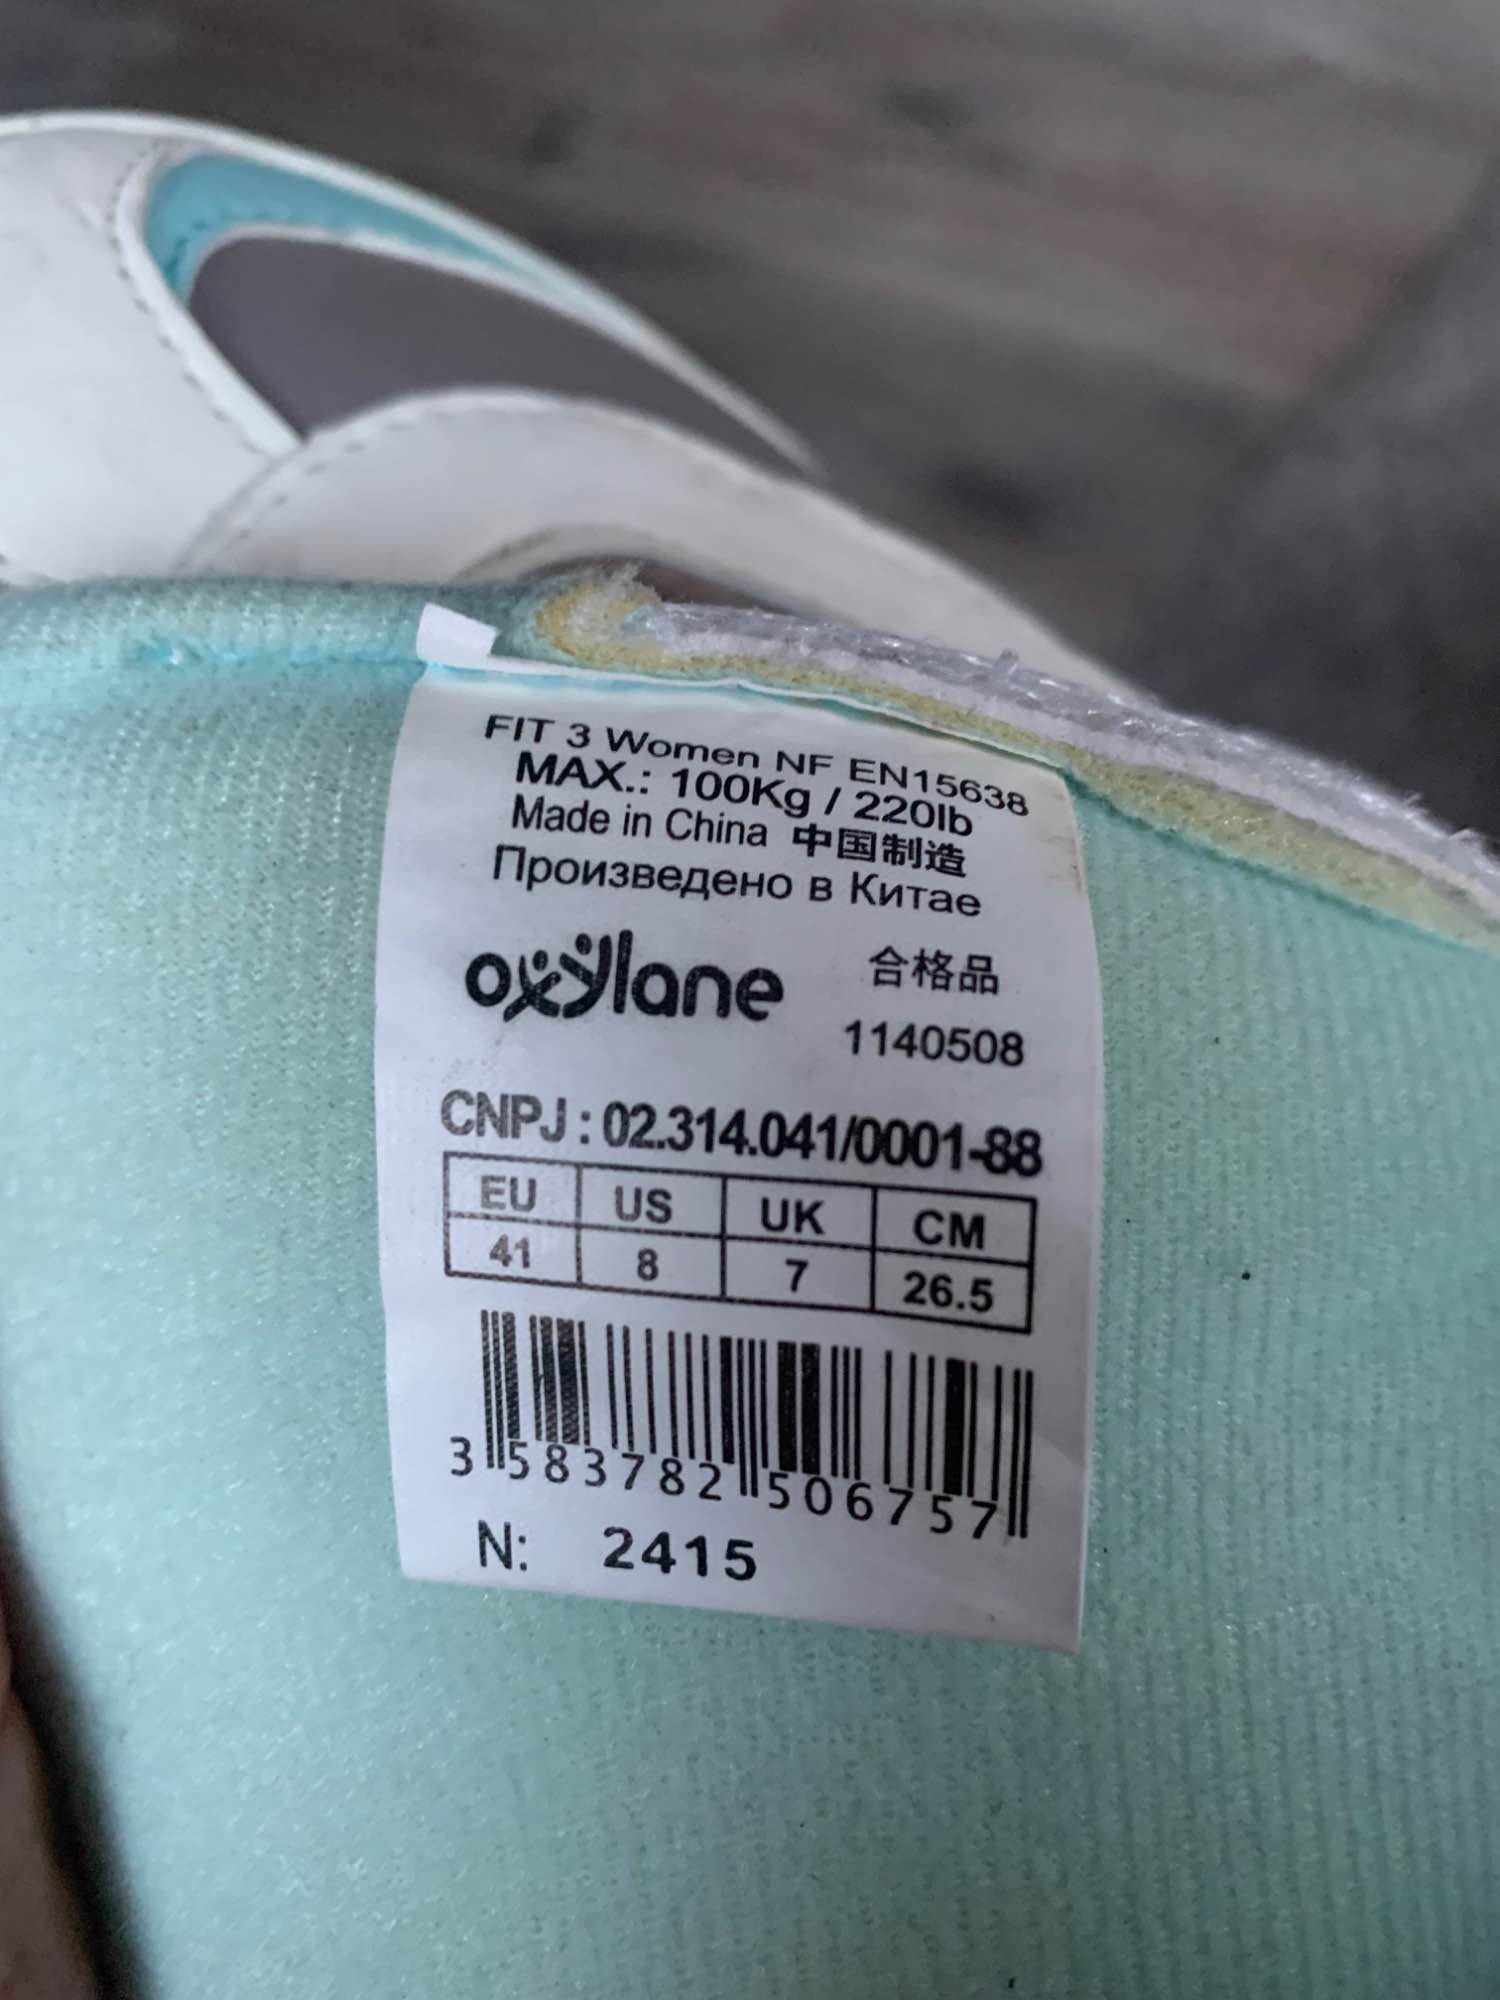 FIT 3 Women NF EN15638
MAX.: 100Kg / 220lb
Made in China 中国制造
Произведено в Китае
oxylane 合格品
1140508
CNPJ : 02.314.041/0001-88
EU US UK CM
41 8 7 26.5
3 583782 506757
N: 2415